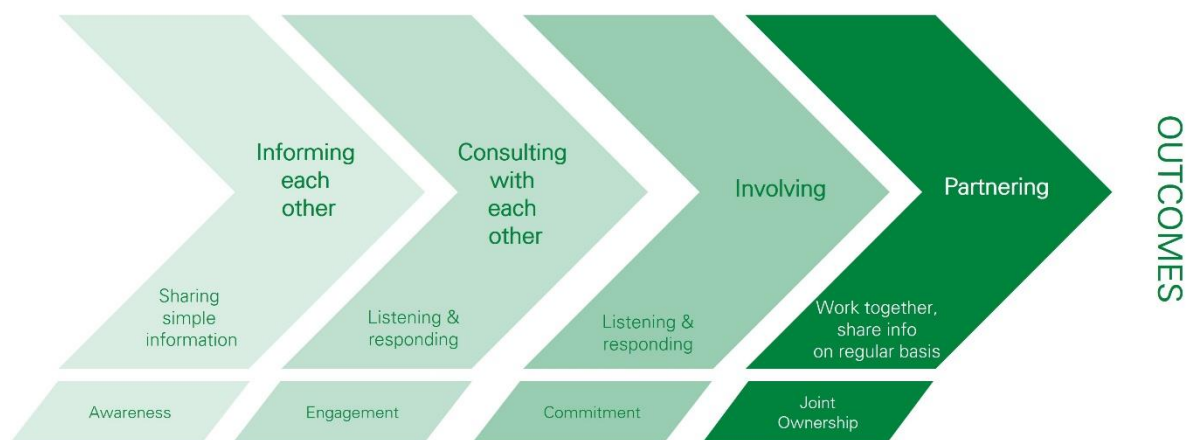 Informing
each
other
Sharing
simple
information
Awareness
Consulting
with
each
other
Listening &
responding
Engagement
Involving
Listening &
responding
Commitment
Partnering
Work together,
share info
on regular basis
Joint
Ownership
OUTCOMES